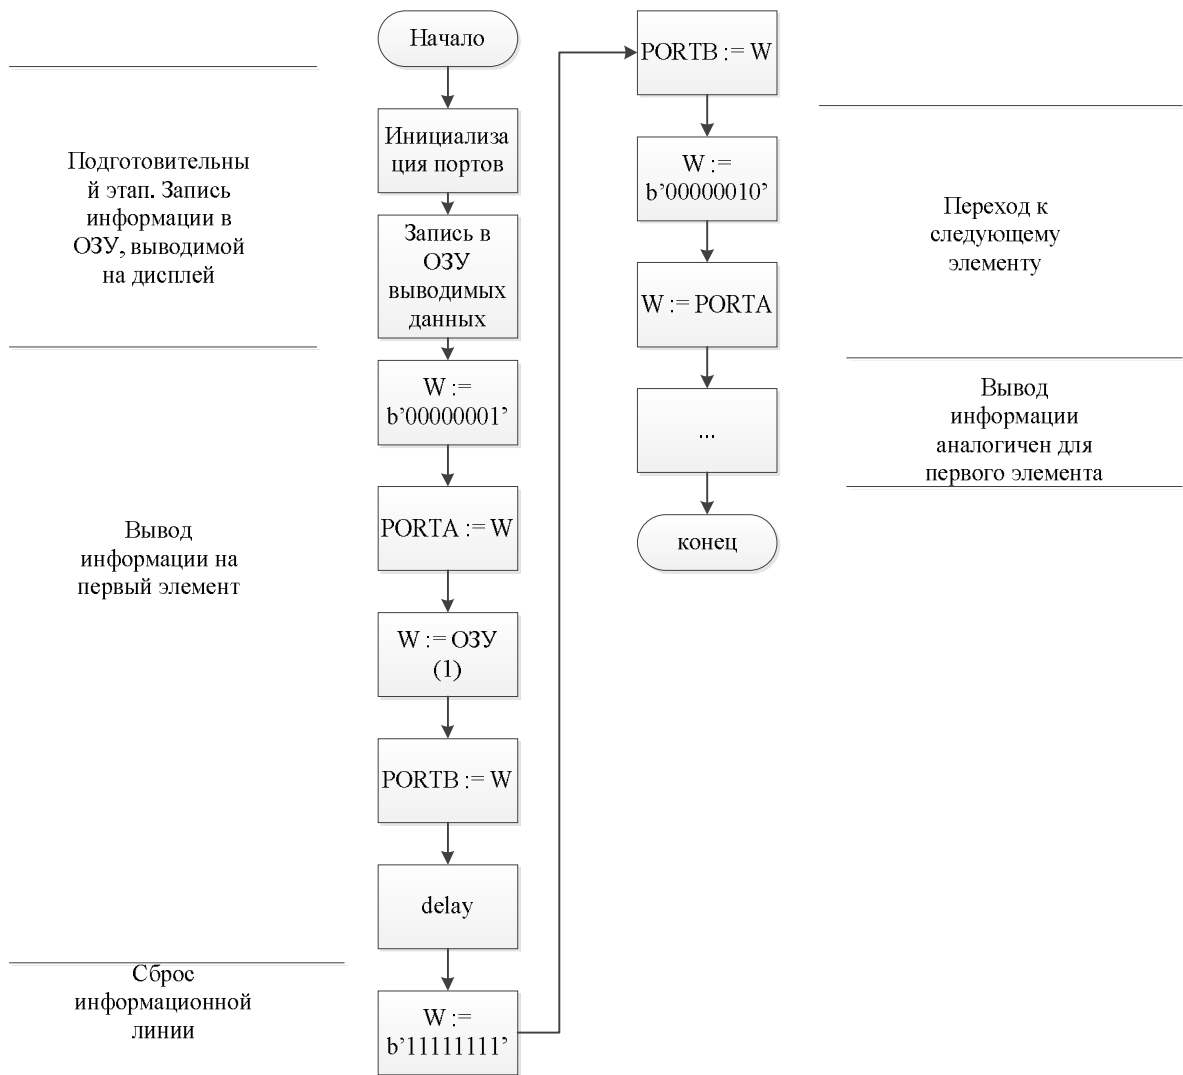 Начало
Инициализа
ция портов
Подготовительны
й этап. Запись
информации в
ОЗУ, выводимой
на дисплей
Запись в
ОЗУ
выводимых
данных
W :=
b’00000001’
PORTA := W
Вывод
информации на
первый элемент
W := ОЗУ
(1)
PORTB := W
delay
Сброс
информационной
линии
W :=
b’11111111’
PORTB := W
W :=
b’00000010’
Переход к
следующему
элементу
W := PORTA
...
Вывод
информации
аналогичен для
первого элемента
конец